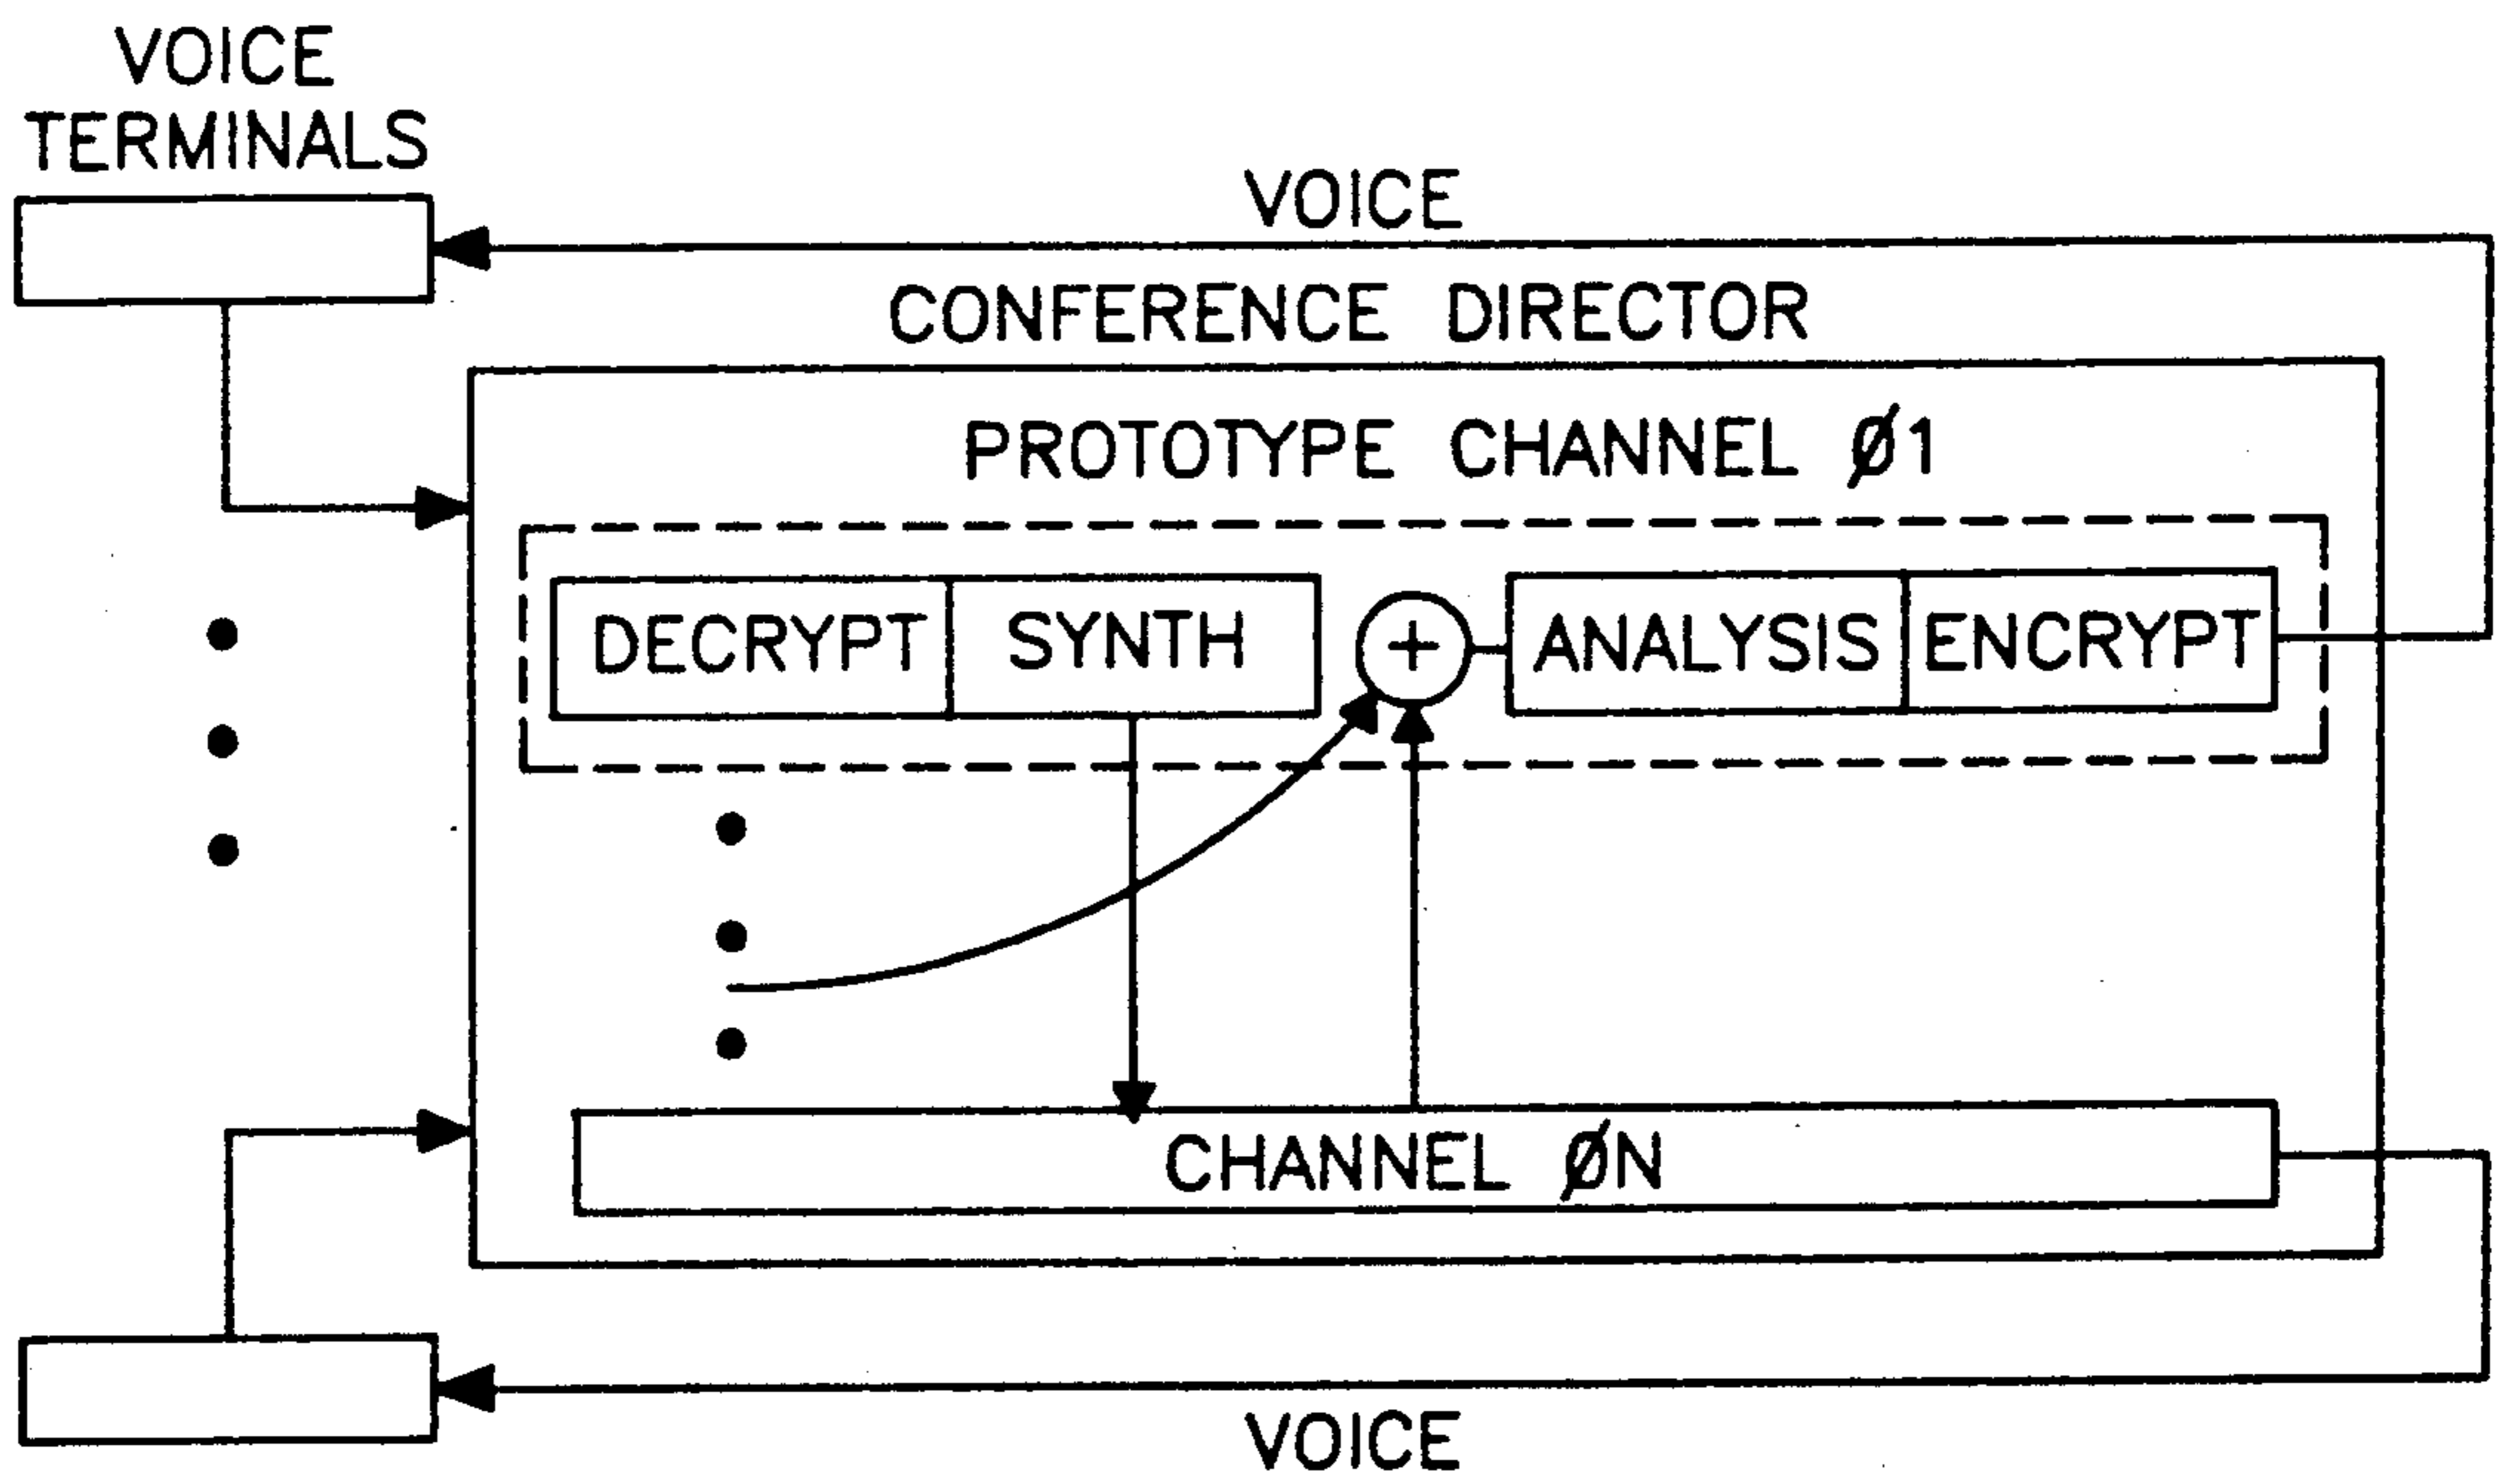 VOICE
TERMINALS
VOICE
CONFERENCE DIRECTOR
PROTOTYPE CHANNEL Ø1
DECRYPT SYNTH + ANALYSIS ENCRYPT
CHANNEL ØN
VOICE